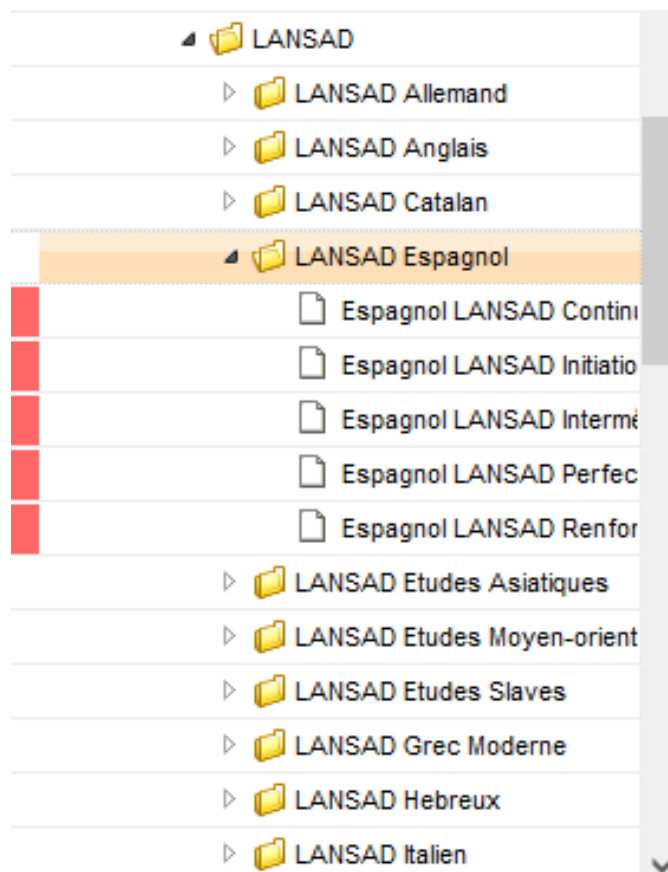 LANSAD
LANSAD Allemand
LANSAD Anglais
LANSAD Catalan
LANSAD Espagnol
Espagnol LANSAD Continu
Espagnol LANSAD Initiatio
Espagnol LANSAD Intermé
Espagnol LANSAD Perfec
Espagnol LANSAD Renfor
LANSAD Etudes Asiatiques
LANSAD Etudes Moyen-orient
LANSAD Etudes Slaves
LANSAD Grec Moderne
LANSAD Hebreux
LANSAD Italien